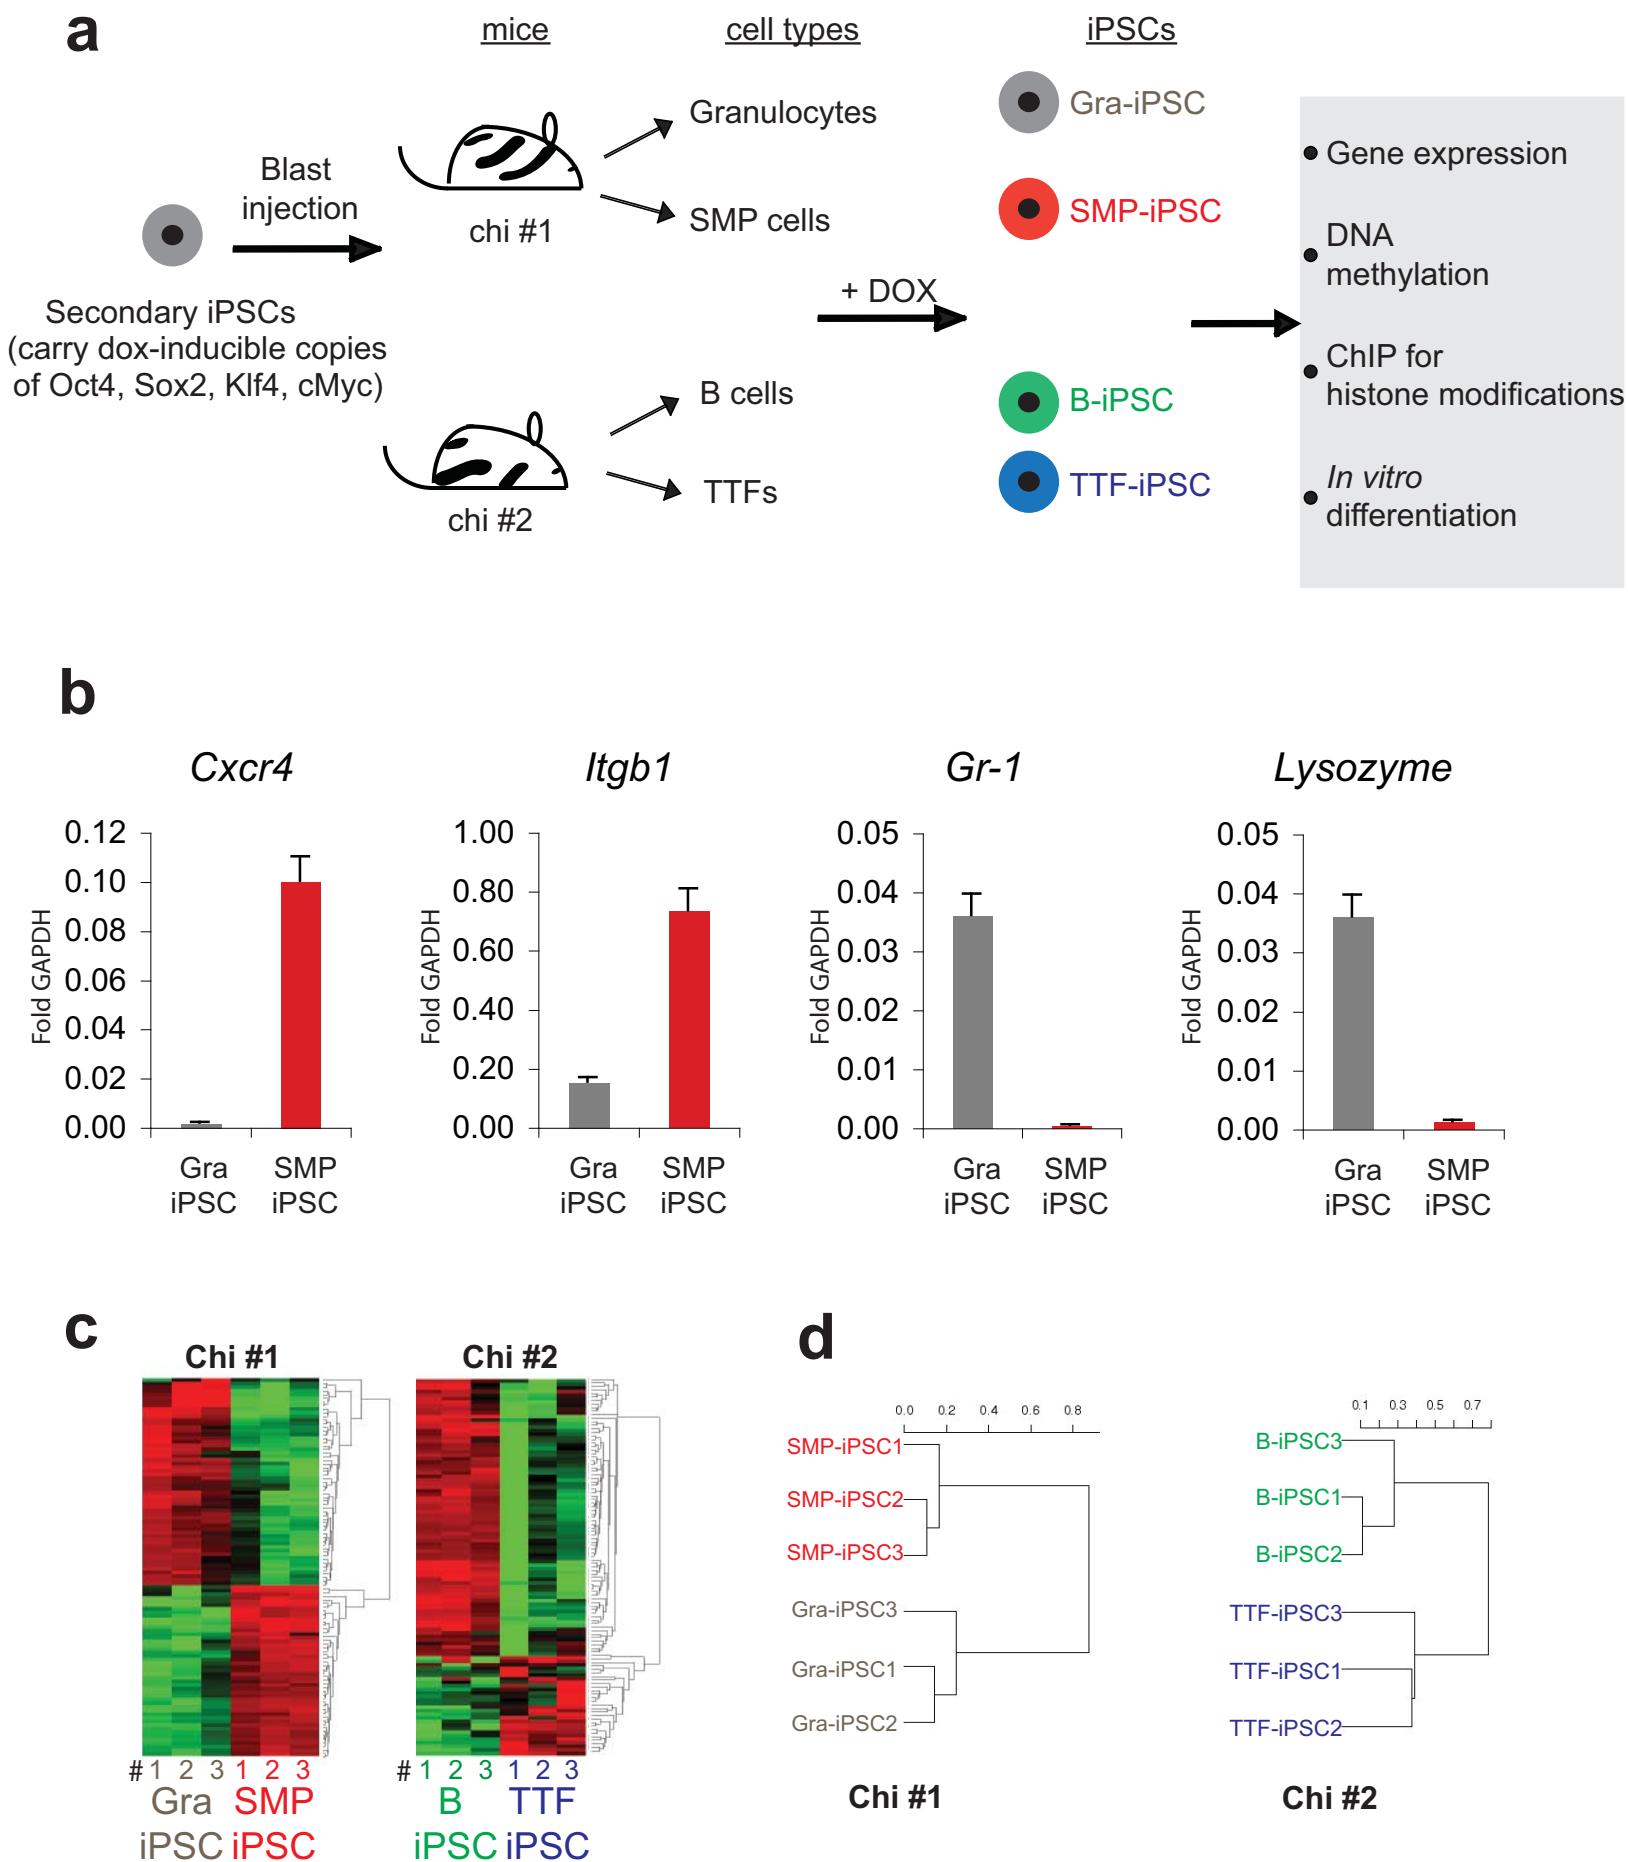 a
mice
cell types
iPSCs
Granulocytes
Gra-iPSC
Blast
injection
SMP cells
SMP-iPSC
chi #1
Secondary iPSCs
(carry dox-inducible copies
of Oct4, Sox2, Klf4, cMyc)
+ DOX
B cells
B-iPSC
TTFs
TTF-iPSC
chi #2
Gene expression
DNA
methylation
ChIP for
histone modifications
In vitro
differentiation
b
Cxcr4
Fold GAPDH
0.12
0.10
0.08
0.06
0.04
0.02
0.00
Gra
iPSC
SMP
iPSC
Itgb1
Fold GAPDH
1.00
0.80
0.60
0.40
0.20
0.00
Gra
iPSC
SMP
iPSC
Gr-1
Fold GAPDH
0.05
0.04
0.03
0.02
0.01
0.00
Gra
iPSC
SMP
iPSC
Lysozyme
Fold GAPDH
0.05
0.04
0.03
0.02
0.01
0.00
Gra
iPSC
SMP
iPSC
c
Chi #1
# 1 2 3 1 2 3
Gra SMP
iPSC iPSC
Chi #2
# 1 2 3 1 2 3
B TTF
iPSC iPSC
d
0.0 0.2 0.4 0.6 0.8
SMP-iPSC1
SMP-iPSC2
SMP-iPSC3
Gra-iPSC3
Gra-iPSC1
Gra-iPSC2
Chi #1
0.1 0.3 0.5 0.7
B-iPSC3
B-iPSC1
B-iPSC2
TTF-iPSC3
TTF-iPSC1
TTF-iPSC2
Chi #2